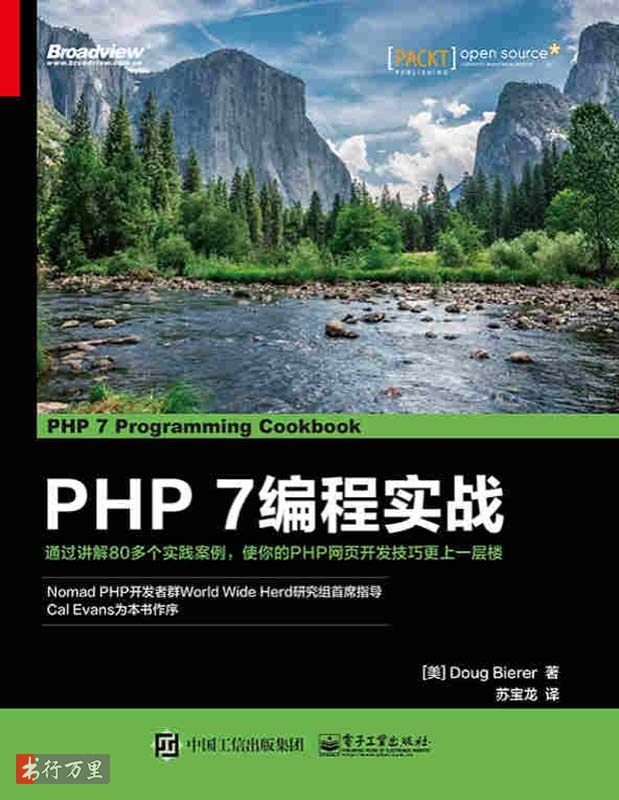 Broadview
www.broadview.com.cn
[PACKT] open source*
PUBLISHING
PHP 7 Programming Cookbook
PHP 7编程实战
通过讲解80多个实践案例，使你的PHP网页开发技巧更上一层楼
Nomad PHP开发者群World Wide Herd研究组首席指导
Cal Evans为本书作序
[美] Doug Bierer 著
苏宝龙 译
中国工信出版集团 电子工业出版社
书行万里